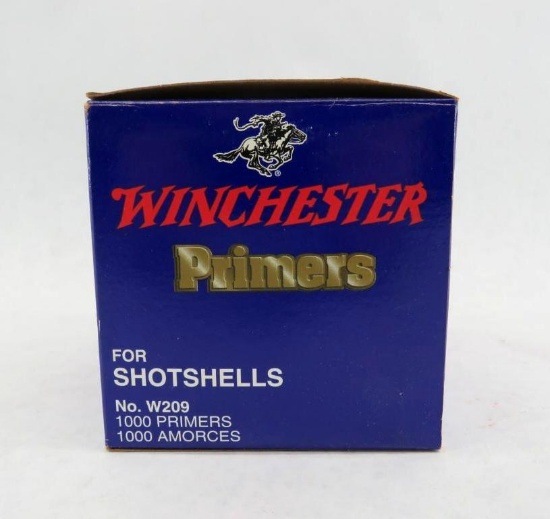 ®
WINCHESTER
Primers
FOR
SHOTSHELLS
No. W209
1000 PRIMERS
1000 AMORCES